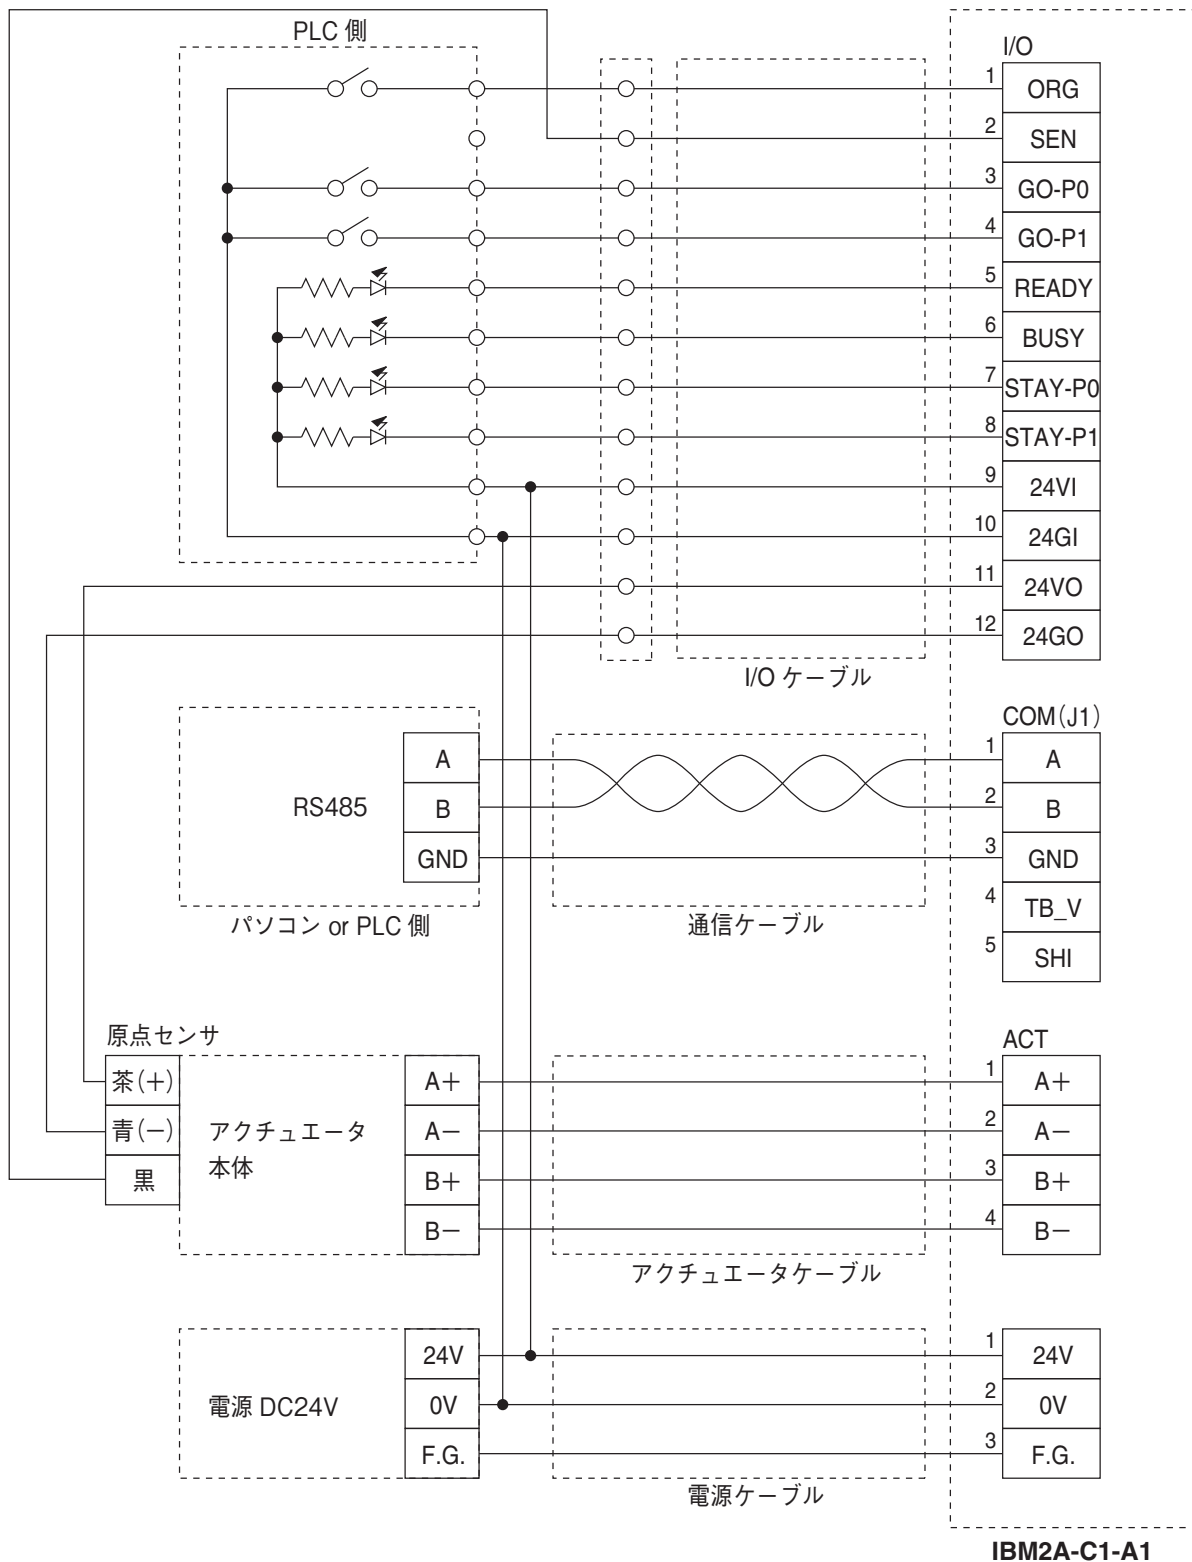 PLC 側
I/O
1 ORG
2 SEN
3 GO-P0
4 GO-P1
5 READY
6 BUSY
7 STAY-P0
8 STAY-P1
9 24VI
10 24GI
11 24VO
12 24GO
I/O ケーブル
COM(J1)
RS485
A
B
GND
1 A
2 B
3 GND
4 TB_V
5 SHI
パソコン or PLC 側
通信ケーブル
原点センサ
茶(+)
青(−)
黒
アクチュエータ
本体
A+
A−
B+
B−
ACT
1 A+
2 A−
3 B+
4 B−
アクチュエータケーブル
電源 DC24V
24V
0V
F.G.
1 24V
2 0V
3 F.G.
電源ケーブル
IBM2A-C1-A1